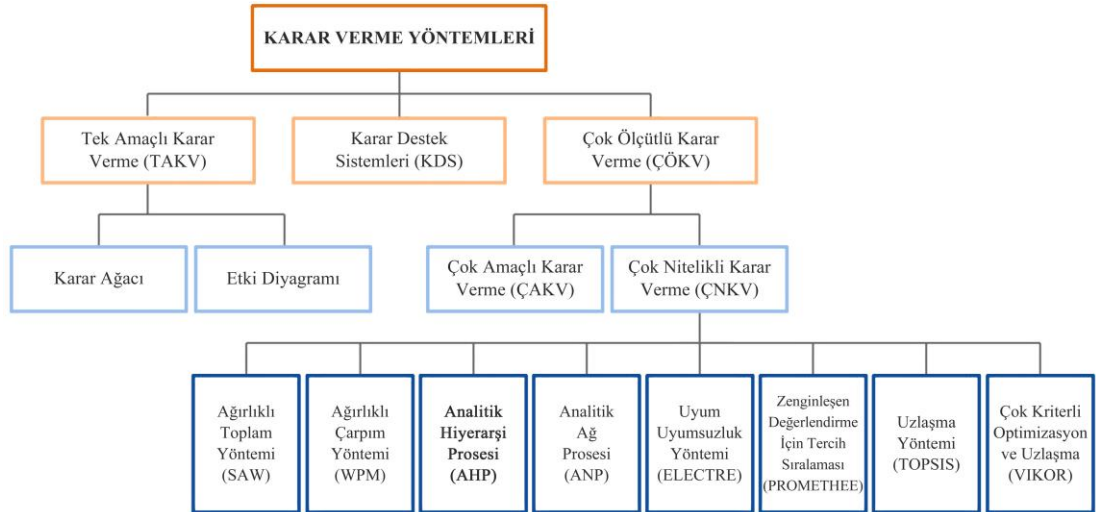 KARAR VERME YÖNTEMLERİ
Tek Amaçlı Karar
Verme (TAKV)
Karar Destek
Sistemleri (KDS)
Çok Ölçütlü Karar
Verme (ÇÖKV)
Karar Ağacı
Etki Diyagramı
Çok Amaçlı Karar
Verme (ÇAKV)
Çok Nitelikli Karar
Verme (ÇNKV)
Ağırlıklı
Toplam
Yöntemi
(SAW)
Ağırlıklı
Çarpım
Yöntemi
(WPM)
Analitik
Hiyerarşi
Prosesi
(AHP)
Analitik
Ağ
Prosesi
(ANP)
Uyum
Uyumsuzluk
Yöntemi
(ELECTRE)
Zenginleşen
Değerlendirme
İçin Tercih
Sıralaması
(PROMETHEE)
Uzlaşma
Yöntemi
(TOPSIS)
Çok Kriterli
Optimizasyon
ve Uzlaşma
(VIKOR)